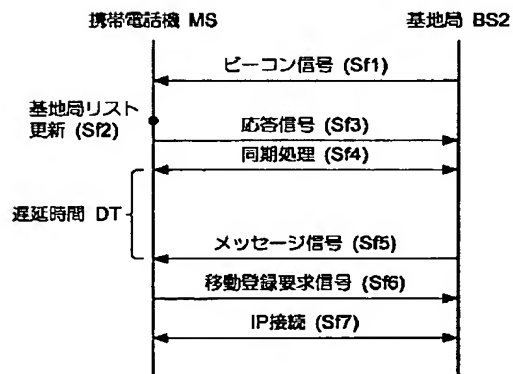 携帯電話機 MS
基地局 BS2
ビーコン信号 (Sf1)
基地局リスト
更新 (Sf2)
応答信号 (Sf3)
同期処理 (Sf4)
遅延時間 DT
メッセージ信号 (Sf5)
移動登録要求信号 (Sf6)
IP接続 (Sf7)